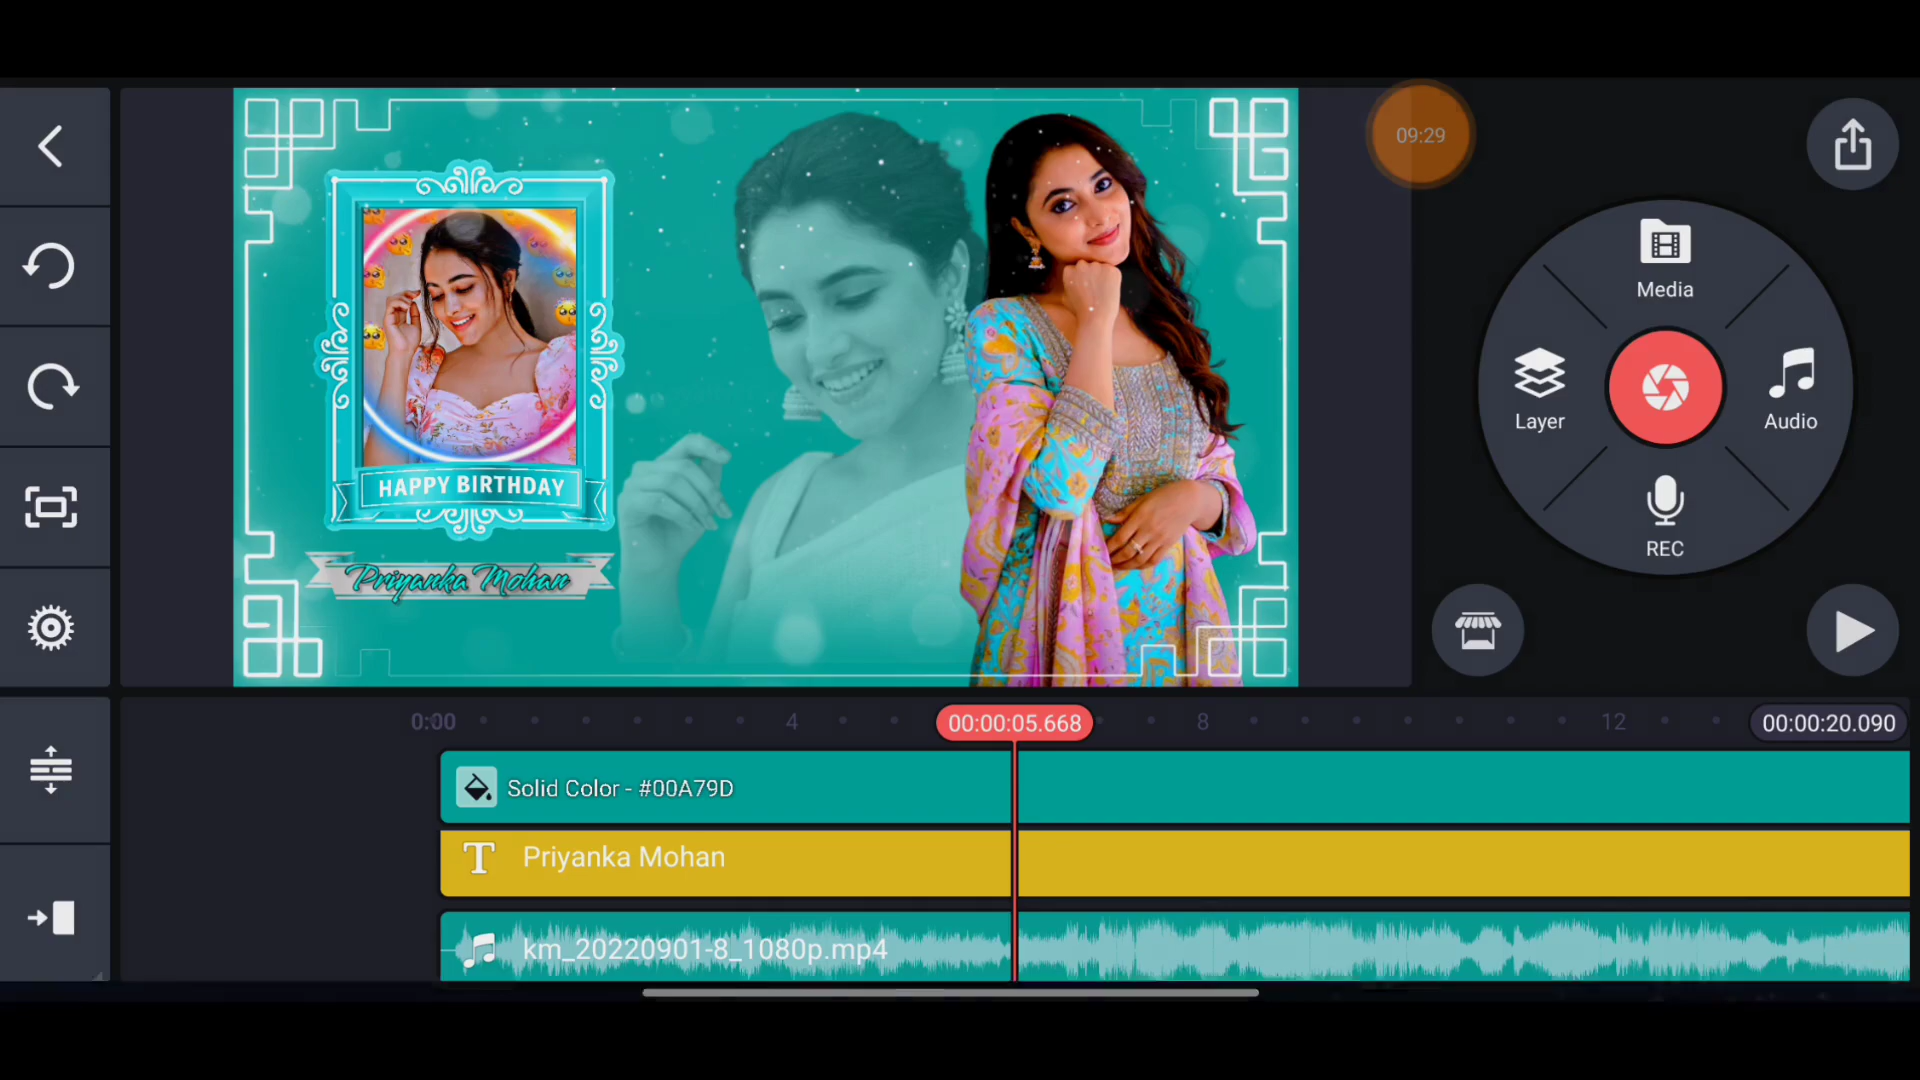 09:29
Media
Layer
Audio
REC
HAPPY BIRTHDAY
Priyanka Mohan
0:00
4
00:00:05.668
8
12
00:00:20.090
Solid Color - #00A79D
T Priyanka Mohan
km_20220901-8_1080p.mp4